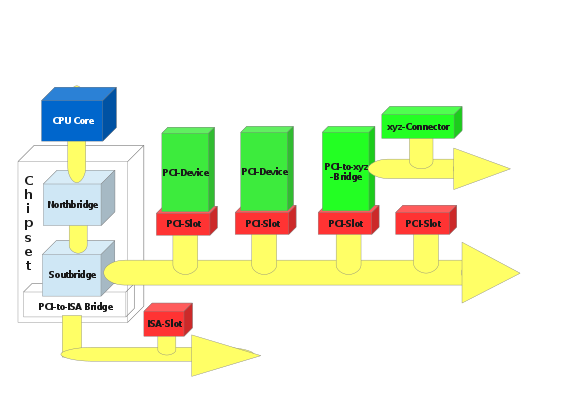 CPU Core
xyz-Connector
PCI-Device
PCI-Device
PCI-to-xyz
-Bridge
Chipset
Northbridge
PCI-Slot
PCI-Slot
PCI-Slot
PCI-Slot
Soutbridge
PCI-to-ISA Bridge
ISA-Slot